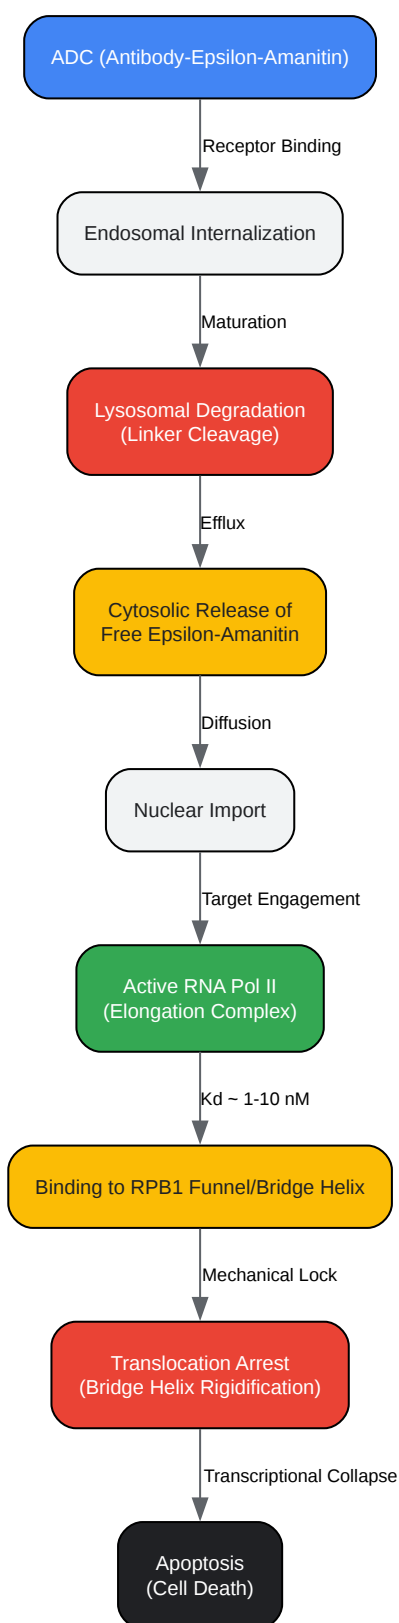 ADC (Antibody-Epsilon-Amanitin)
Receptor Binding
Endosomal Internalization
Maturation
Lysosomal Degradation
(Linker Cleavage)
Efflux
Cytosolic Release of
Free Epsilon-Amanitin
Diffusion
Nuclear Import
Target Engagement
Active RNA Pol II
(Elongation Complex)
Kd ~ 1-10 nM
Binding to RPB1 Funnel/Bridge Helix
Mechanical Lock
Translocation Arrest
(Bridge Helix Rigidification)
Transcriptional Collapse
Apoptosis
(Cell Death)